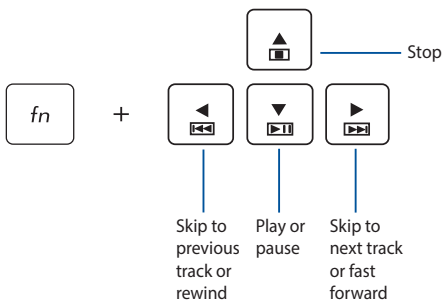 Stop
fn
+
Skip to
previous
track or
rewind
Play or
pause
Skip to
next track
or fast
forward